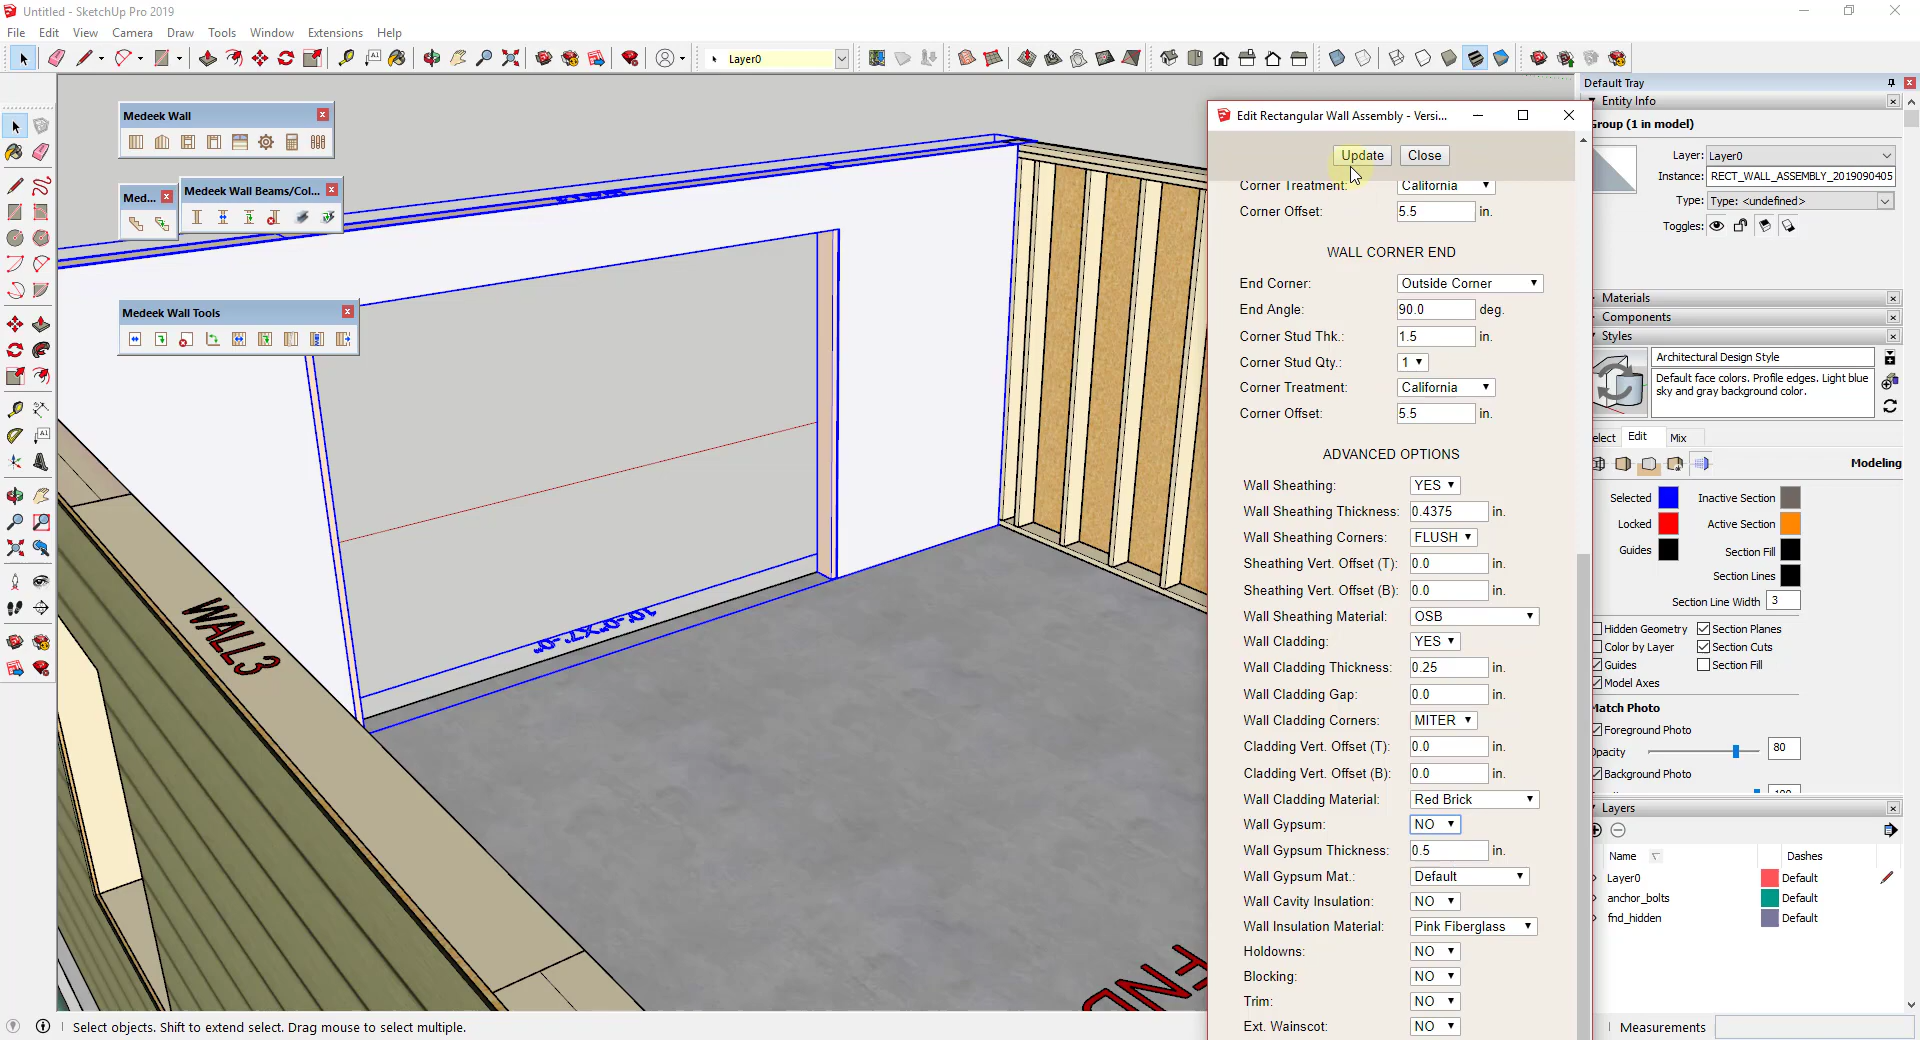 Untitled - SketchUp Pro 2019
File Edit View Camera Draw Tools Window Extensions Help
Layer0
Medeek Wall
Med...
Medeek Wall Beams/Col...
Medeek Wall Tools
10'-0"X7'-0"
WALL3
Edit Rectangular Wall Assembly - Versi...
Update Close
Corner Treatment: California
Corner Offset: 5.5 in.
WALL CORNER END
End Corner: Outside Corner
End Angle: 90.0 deg.
Corner Stud Thk.: 1.5 in.
Corner Stud Qty.: 1
Corner Treatment: California
Corner Offset: 5.5 in.
ADVANCED OPTIONS
Wall Sheathing: YES
Wall Sheathing Thickness: 0.4375 in.
Wall Sheathing Corners: FLUSH
Sheathing Vert. Offset (T): 0.0 in.
Sheathing Vert. Offset (B): 0.0 in.
Wall Sheathing Material: OSB
Wall Cladding: YES
Wall Cladding Thickness: 0.25 in.
Wall Cladding Gap: 0.0 in.
Wall Cladding Corners: MITER
Cladding Vert. Offset (T): 0.0 in.
Cladding Vert. Offset (B): 0.0 in.
Wall Cladding Material: Red Brick
Wall Gypsum: NO
Wall Gypsum Thickness: 0.5 in.
Wall Gypsum Mat.: Default
Wall Cavity Insulation: NO
Wall Insulation Material: Pink Fiberglass
Holdowns: NO
Blocking: NO
Trim: NO
Ext. Wainscot: NO
Default Tray
Entity Info
Group (1 in model)
Layer: Layer0
Instance: RECT_WALL_ASSEMBLY_2019090405
Type: Type: <undefined>
Toggles:
Materials
Components
Styles
Architectural Design Style
Default face colors. Profile edges. Light blue
sky and gray background color.
elect Edit Mix
Modeling
Selected Inactive Section
Locked Active Section
Guides Section Fill
Section Lines
Section Line Width 3
Hidden Geometry Section Planes
Color by Layer Section Cuts
Guides Section Fill
Model Axes
Match Photo
Foreground Photo
Opacity 80
Background Photo
100
Layers
Name Dashes
Layer0 Default
anchor_bolts Default
fnd_hidden Default
Select objects. Shift to extend select. Drag mouse to select multiple.
Measurements